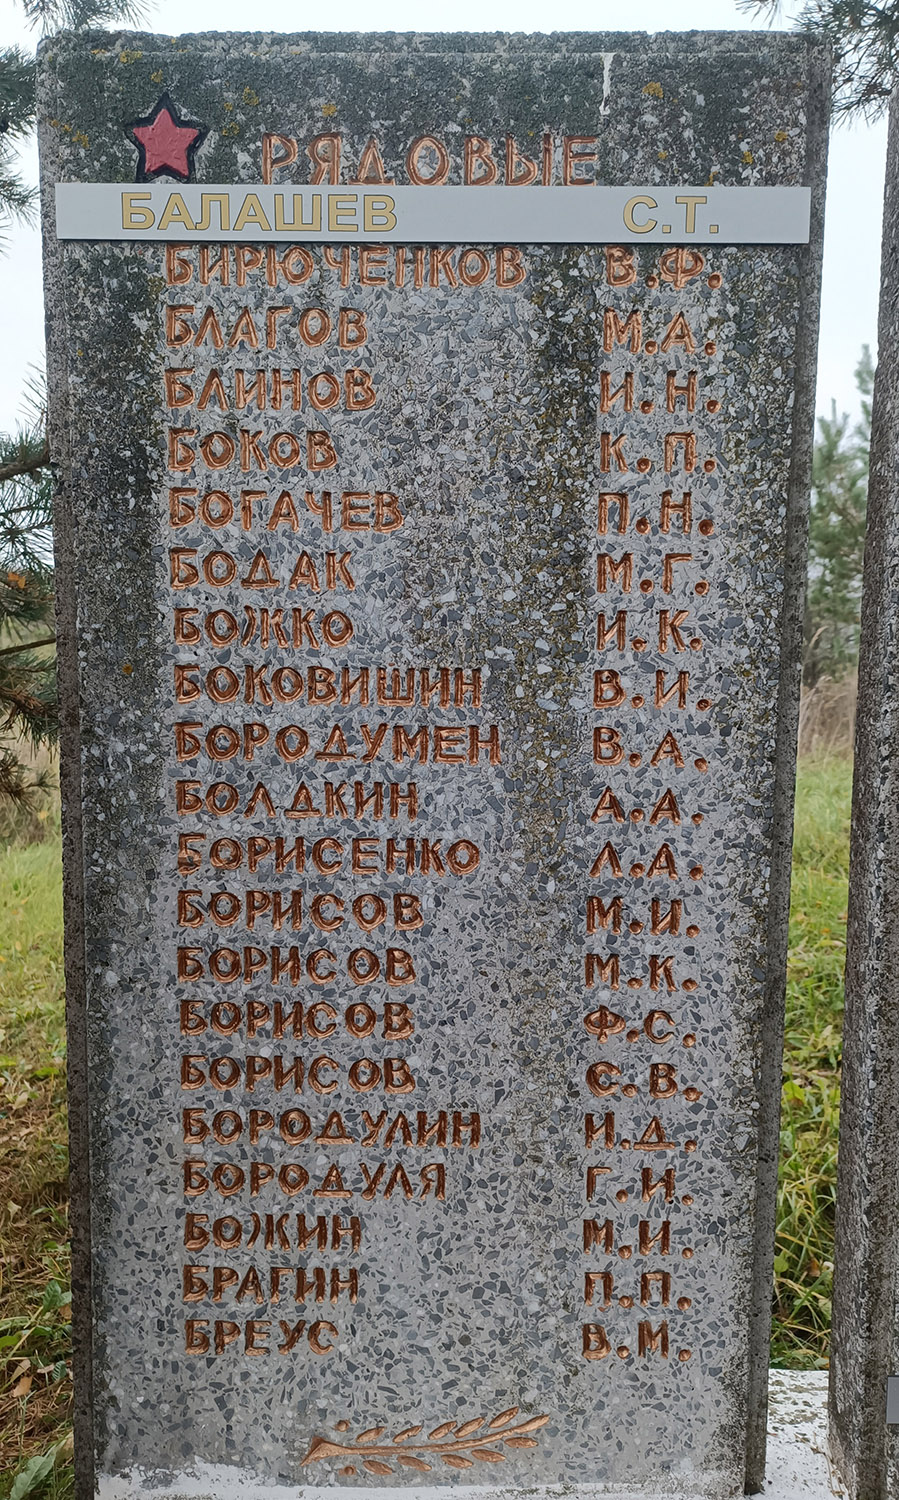 РЯДОВЫЕ
БАЛАШЕВ С.Т.
БИРЮЧЕНКОВ В.Ф.
БЛАГОВ М.А.
БЛИНОВ И.Н.
БОКОВ К.П.
БОГАЧЕВ П.Н.
БОДАК М.Г.
БОЖКО И.К.
БОКОВИШИН В.И.
БОРОДУМЕН В.А.
БОЛДКИН А.А.
БОРИСЕНКО Л.А.
БОРИСОВ М.И.
БОРИСОВ М.К.
БОРИСОВ Ф.С.
БОРИСОВ С.В.
БОРОДУЛИН И.Д.
БОРОДУЛЯ Г.И.
БОЖИН М.И.
БРАГИН П.П.
БРЕУС В.М.